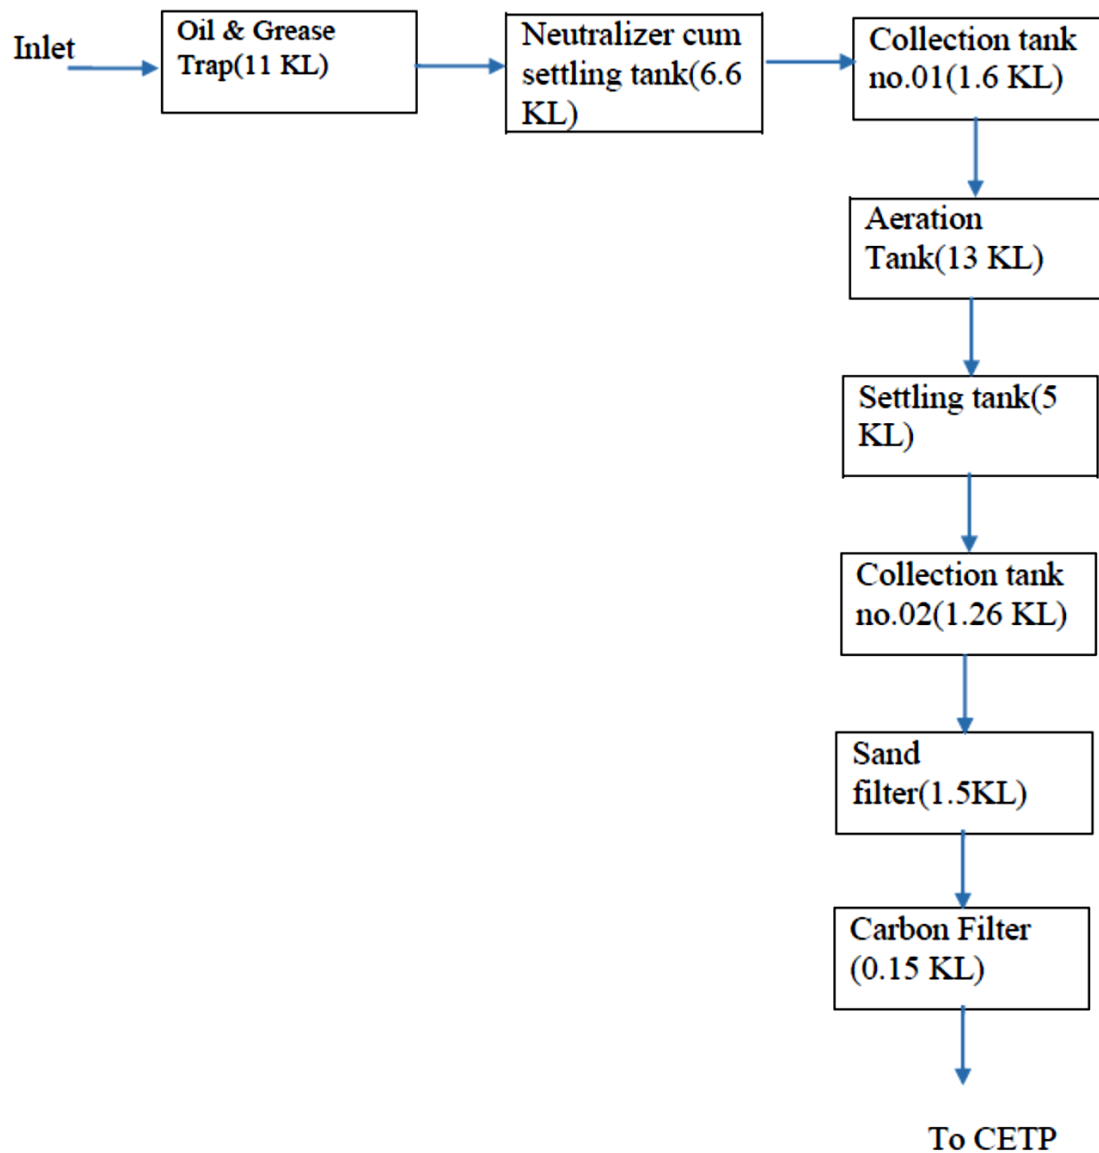 Inlet
Oil & Grease
Trap(11 KL)
Neutralizer cum
settling tank(6.6
KL)
Collection tank
no.01(1.6 KL)
Aeration
Tank(13 KL)
Settling tank(5
KL)
Collection tank
no.02(1.26 KL)
Sand
filter(1.5KL)
Carbon Filter
(0.15 KL)
To CETP